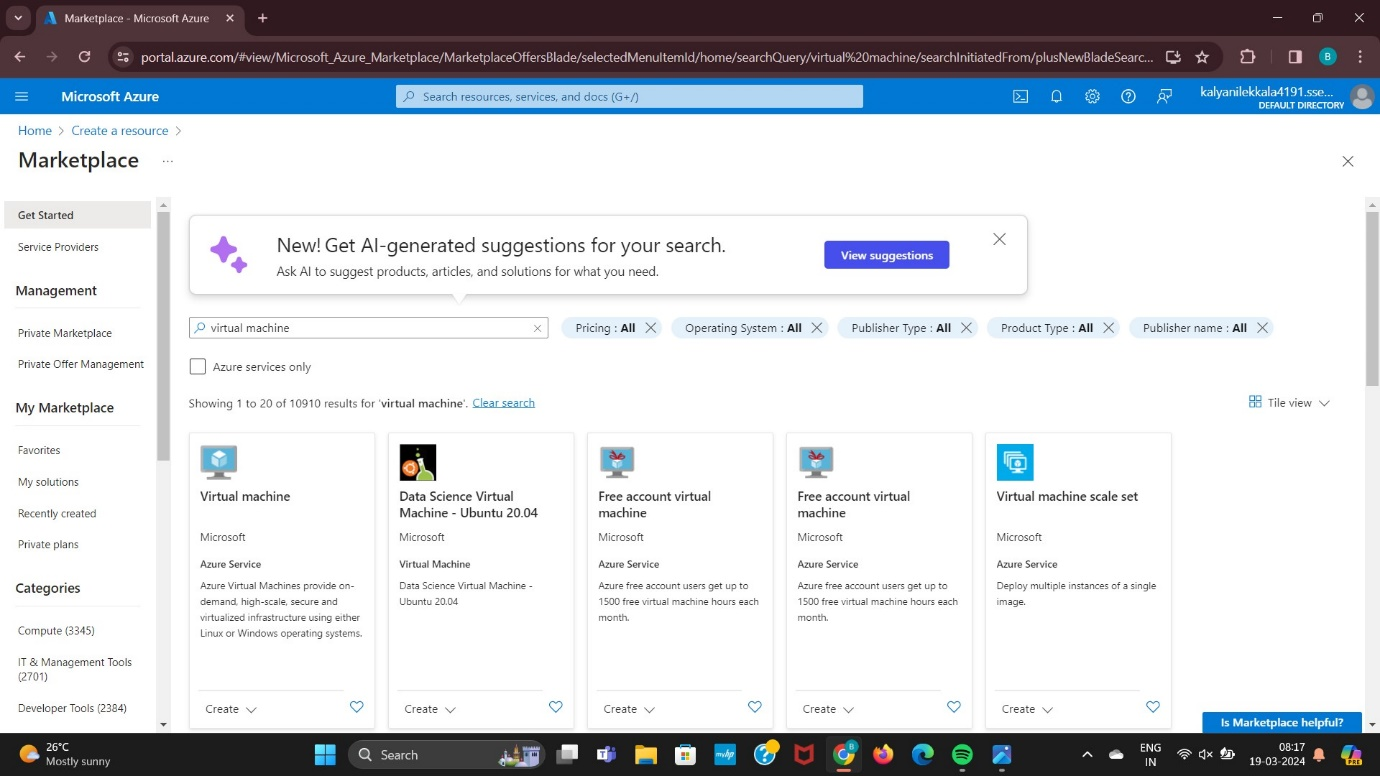 Marketplace - Microsoft Azure
portal.azure.com/#view/Microsoft_Azure_Marketplace/MarketplaceOffersBlade/selectedMenuItemId/home/searchQuery/virtual%20machine/searchInitiatedFrom/plusNewBladeSearc...
B
Microsoft Azure
Search resources, services, and docs (G+/)
kalyanilekkala4191.sse...
DEFAULT DIRECTORY
Home > Create a resource >
Marketplace ...
Get Started
Service Providers
Management
Private Marketplace
Private Offer Management
My Marketplace
Favorites
My solutions
Recently created
Private plans
Categories
Compute (3345)
IT & Management Tools
(2701)
Developer Tools (2384)
New! Get AI-generated suggestions for your search.
Ask AI to suggest products, articles, and solutions for what you need.
View suggestions
virtual machine
Pricing : All
Operating System : All
Publisher Type : All
Product Type : All
Publisher name : All
Azure services only
Showing 1 to 20 of 10910 results for 'virtual machine'. Clear search
Tile view
Virtual machine
Microsoft
Azure Service
Azure Virtual Machines provide on-
demand, high-scale, secure and
virtualized infrastructure using either
Linux or Windows operating systems.
Create
Data Science Virtual
Machine - Ubuntu 20.04
Microsoft
Virtual Machine
Data Science Virtual Machine -
Ubuntu 20.04
Create
Free account virtual
machine
Microsoft
Azure Service
Azure free account users get up to
1500 free virtual machine hours each
month.
Create
Free account virtual
machine
Microsoft
Azure Service
Azure free account users get up to
1500 free virtual machine hours each
month.
Create
Virtual machine scale set
Microsoft
Azure Service
Deploy multiple instances of a single
image.
Create
Is Marketplace helpful?
26°C
Mostly sunny
Search
myhp
B
ENG
IN
08:17
19-03-2024
PRE